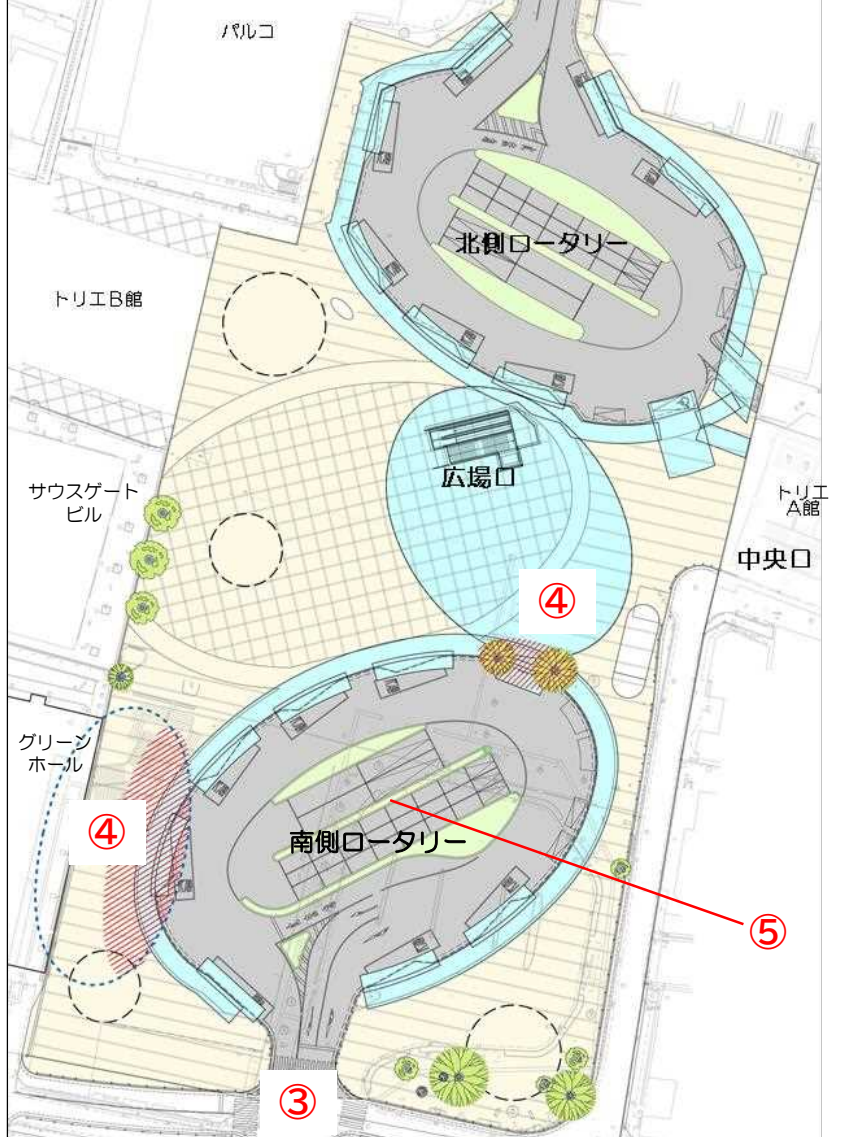 パルコ
北側ロータリー
トリエB館
広場口
サウスゲート
ビル
トリエ
A館
中央口
④
グリーン
ホール
④
南側ロータリー
⑤
③